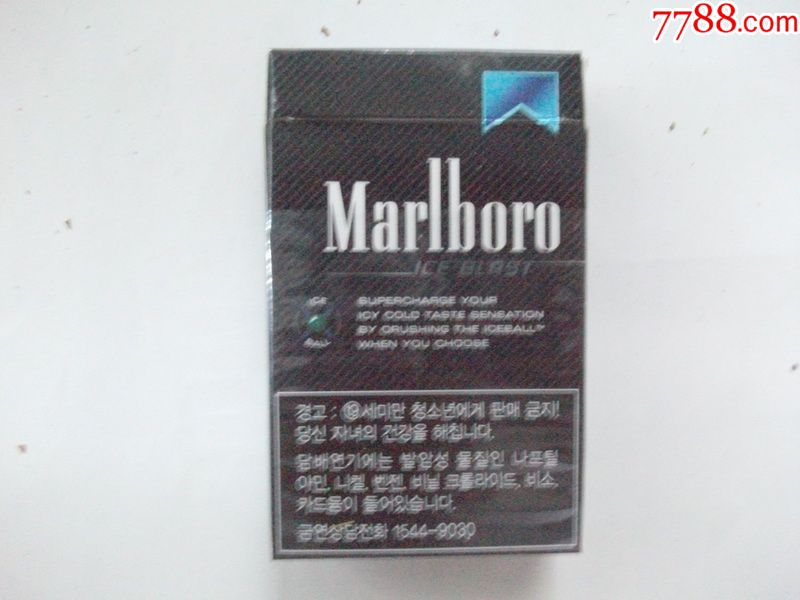 7788.com
Marlboro
ICE BLAST
ICE
BALL
SUPERCHARGE YOUR
ICY COLD TASTE SENSATION
BY CRUSHING THE ICEBALL™
WHEN YOU CHOOSE
경고 : ⑲세미만 청소년에게 판매 금지!
당신 자녀의 건강을 해칩니다.
담배연기에는 발암성 물질인 나프틸
아민, 니켈, 벤젠, 비닐 크롤라이드, 비소,
카드뮴이 들어있습니다.
금연상담전화 1544-9030